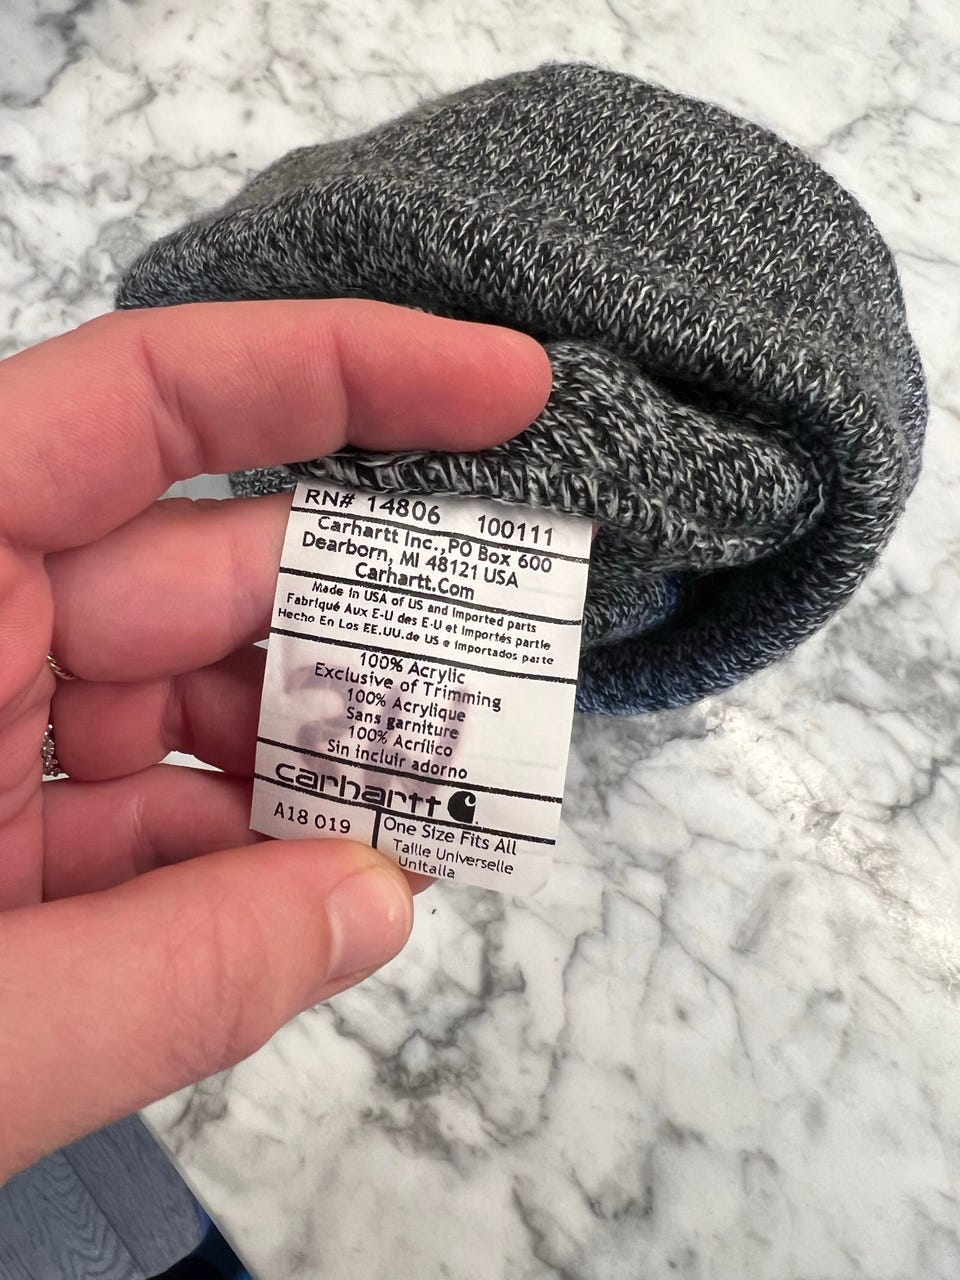 RN# 14806 100111
Carhartt Inc.,PO Box 600
Dearborn, MI 48121 USA
Carhartt.Com
Made in USA of US and imported parts
Fabriqué Aux E-U des E-U et Importés partie
Hecho En Los EE.UU.de US e Importados parte
100% Acrylic
Exclusive of Trimming
100% Acrylique
Sans garniture
100% Acrílico
Sin incluir adorno
carhartt
A18 019
One Size Fits All
Taille Universelle
Unitalla